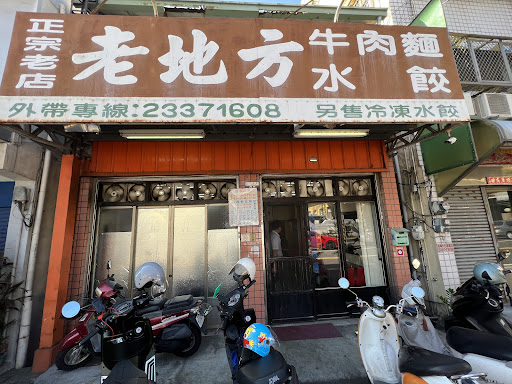 正宗老店
老地方
牛肉麵
水餃
外帶專線:23371608
另售冷凍水餃